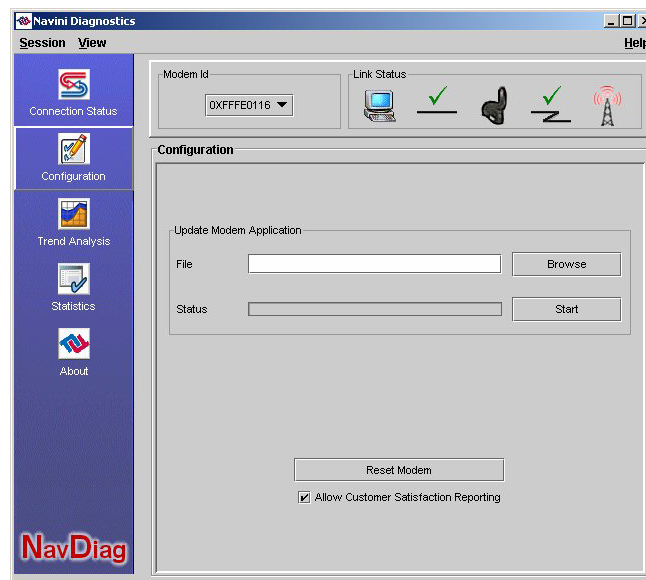 Navini Diagnostics
Session View Help
Modem Id
0XFFFE0116
Link Status
Connection Status
Configuration
Trend Analysis
Statistics
About
NavDiag
Configuration
Update Modem Application
File
Browse
Status
Start
Reset Modem
Allow Customer Satisfaction Reporting